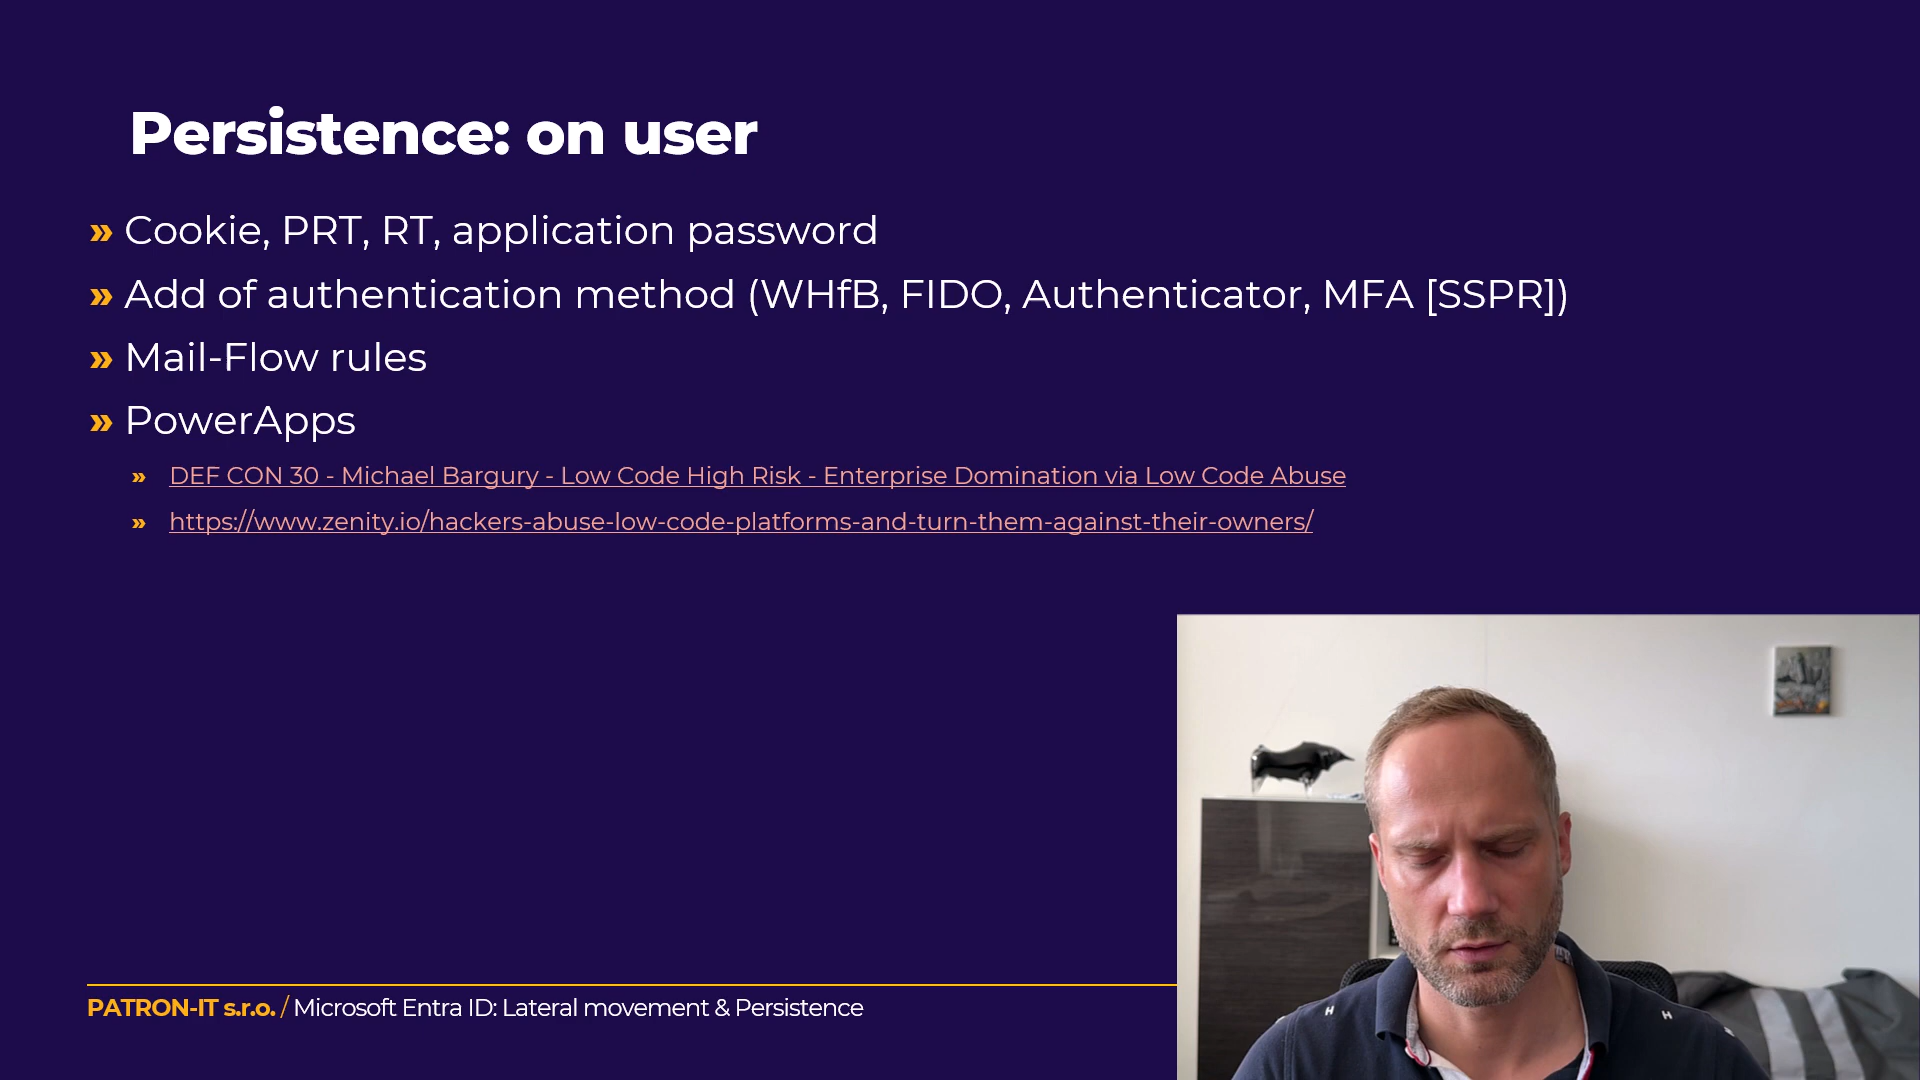 Persistence: on user
» Cookie, PRT, RT, application password
» Add of authentication method (WHfB, FIDO, Authenticator, MFA [SSPR])
» Mail-Flow rules
» PowerApps
» DEF CON 30 - Michael Bargury - Low Code High Risk - Enterprise Domination via Low Code Abuse
» https://www.zenity.io/hackers-abuse-low-code-platforms-and-turn-them-against-their-owners/
PATRON-IT s.r.o. / Microsoft Entra ID: Lateral movement & Persistence
H H